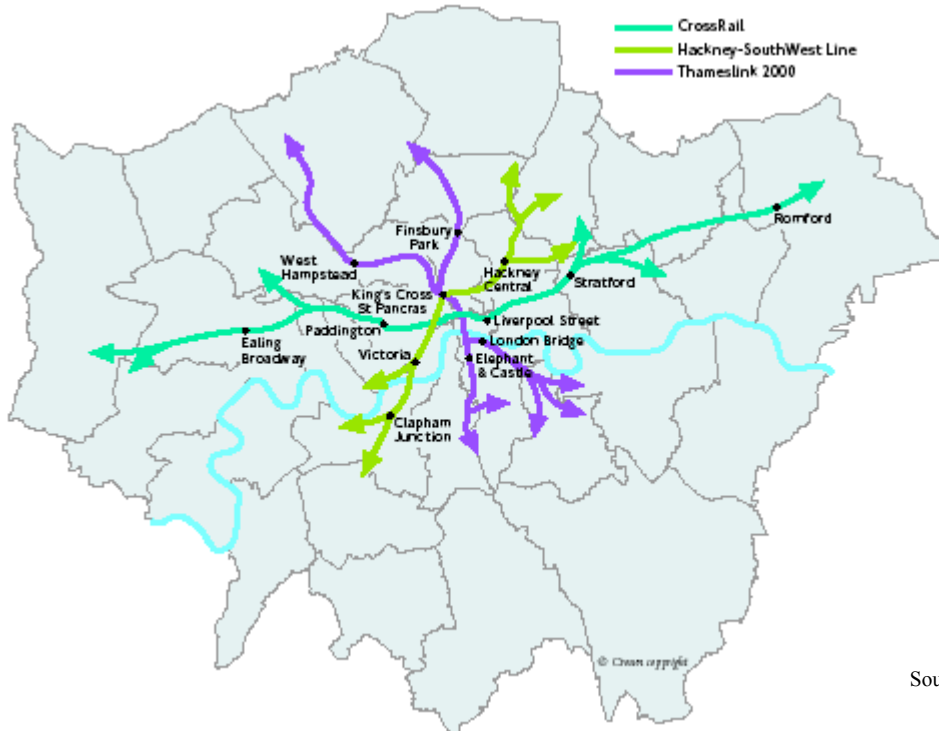 CrossRail
Hackney-SouthWest Line
Thameslink 2000
Romford
Finsbury
Park
West
Hampstead
Hackney
Central
Stratford
King's Cross
St Pancras
Paddington
Liverpool Street
Ealing
Broadway
London Bridge
Victoria
Elephant
& Castle
Clapham
Junction
© Crown copyright
Sou